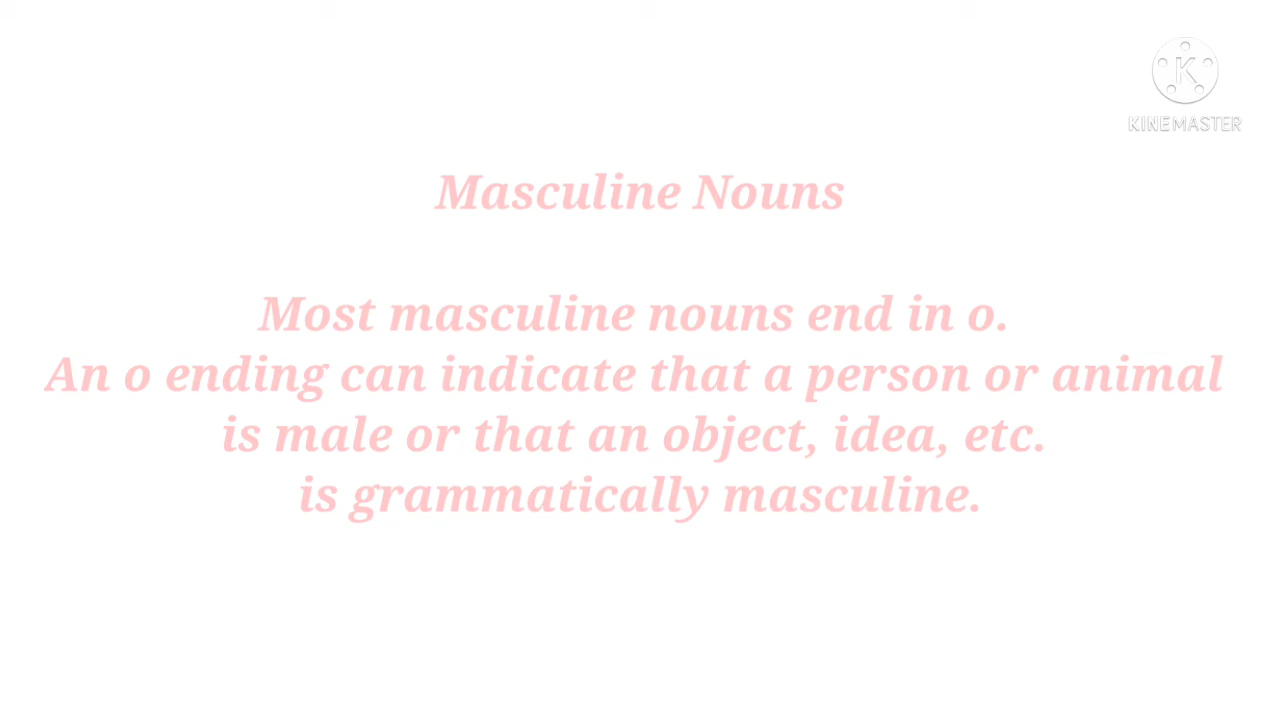 KINEMASTER
Masculine Nouns
Most masculine nouns end in o.
An o ending can indicate that a person or animal
is male or that an object, idea, etc.
is grammatically masculine.